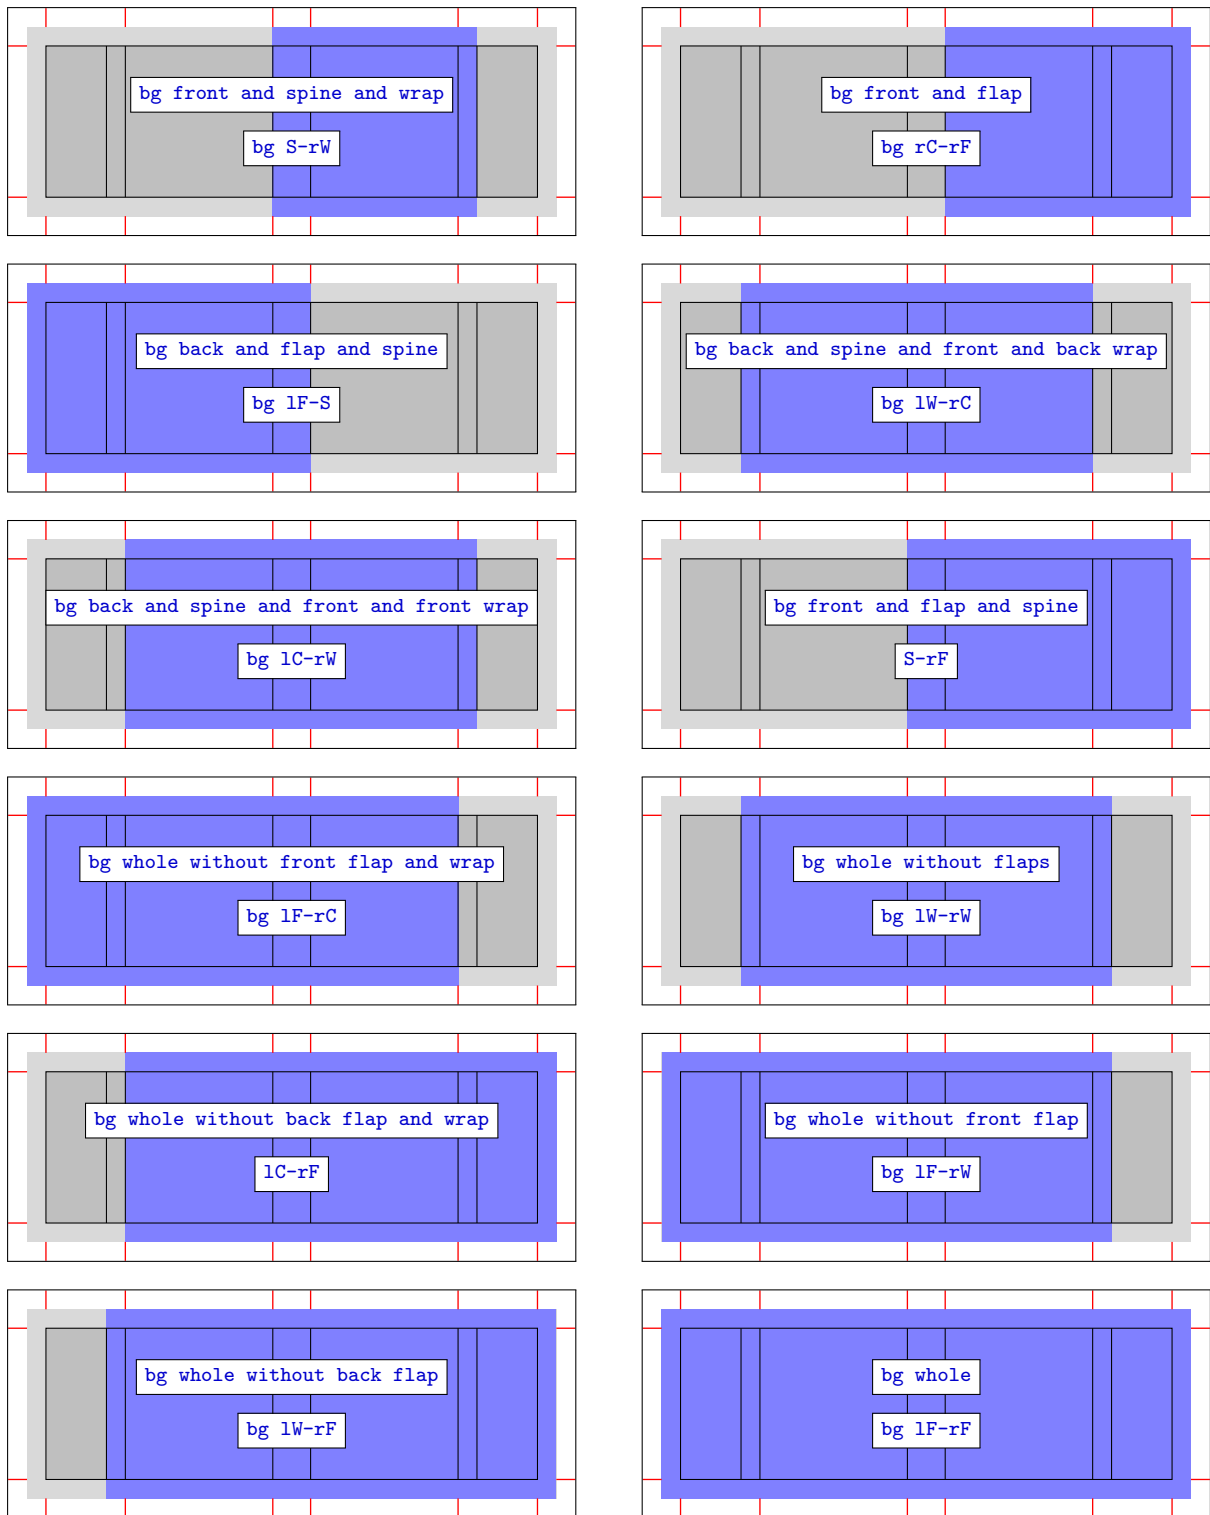 bg front and spine and wrap
bg S-rW
bg front and flap
bg rC-rF
bg back and flap and spine
bg lF-S
bg back and spine and front and back wrap
bg lW-rC
bg back and spine and front and front wrap
bg lC-rW
bg front and flap and spine
S-rF
bg whole without front flap and wrap
bg lF-rC
bg whole without flaps
bg lW-rW
bg whole without back flap and wrap
lC-rF
bg whole without front flap
bg lF-rW
bg whole without back flap
bg lW-rF
bg whole
bg lF-rF